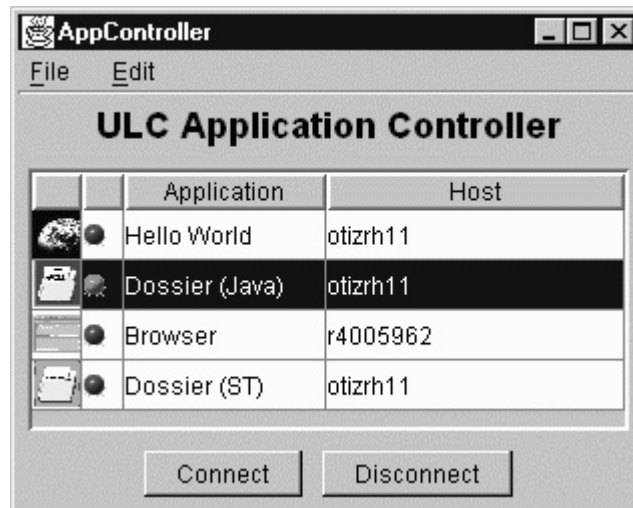 AppController
File Edit
ULC Application Controller
Application Host
Hello World otizrh11
Dossier (Java) otizrh11
Browser r4005962
Dossier (ST) otizrh11
Connect Disconnect